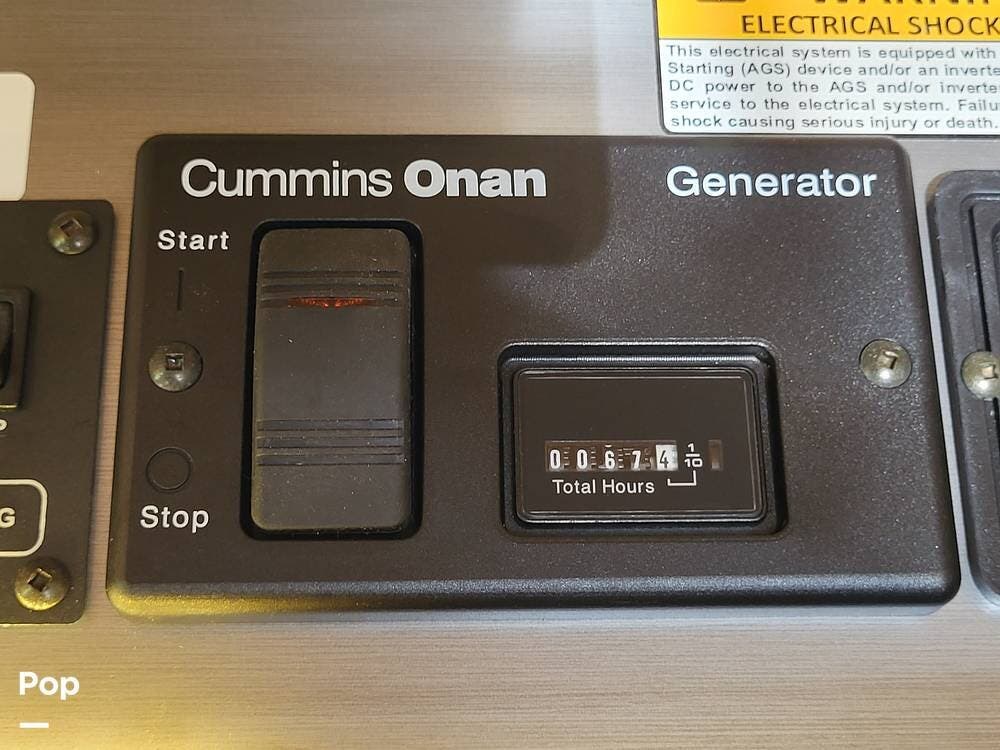 ELECTRICAL SHOCK
This electrical system is equipped with
Starting (AGS) device and/or an inverte
DC power to the AGS and/or inverte
service to the electrical system. Failu
shock causing serious injury or death.
Cummins Onan Generator
Start
0 0 6 7 4 1/10
Total Hours
Stop
P
G
Pop